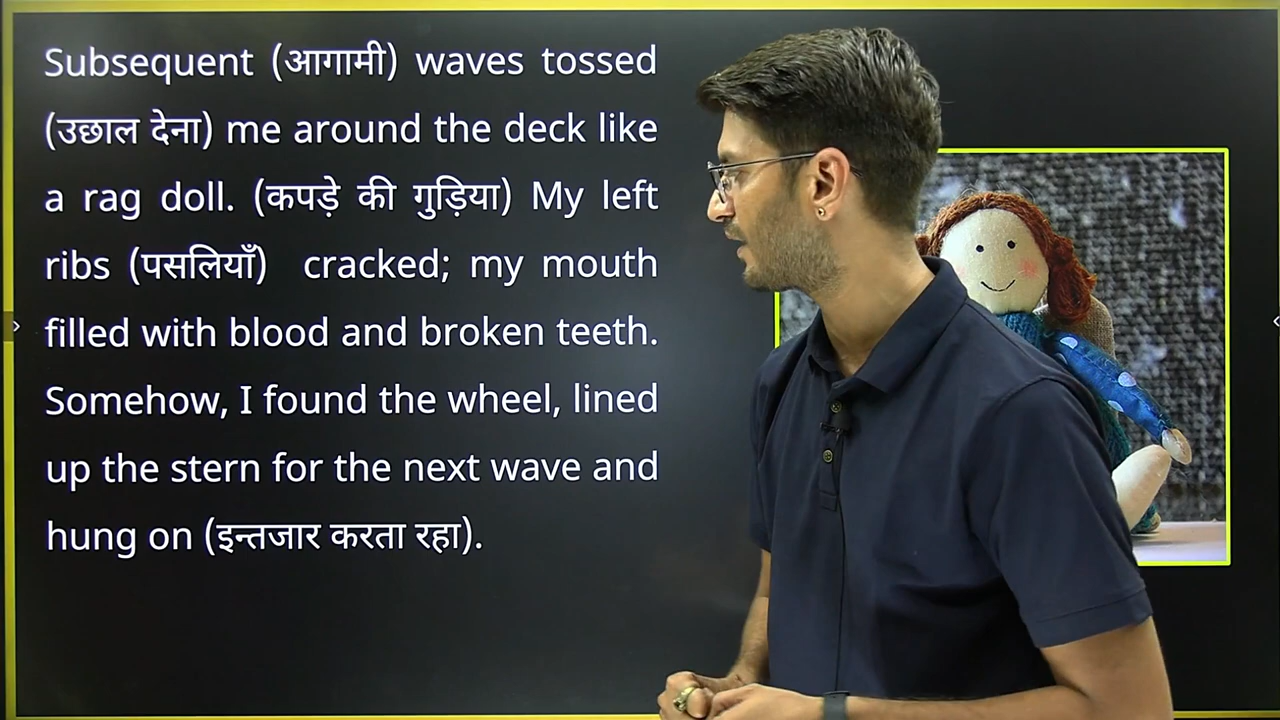 Subsequent (आगामी) waves tossed
(उछाल देना) me around the deck like
a rag doll. (कपड़े की गुड़िया) My left
ribs (पसलियाँ) cracked; my mouth
filled with blood and broken teeth.
Somehow, I found the wheel, lined
up the stern for the next wave and
hung on (इन्तजार करता रहा).